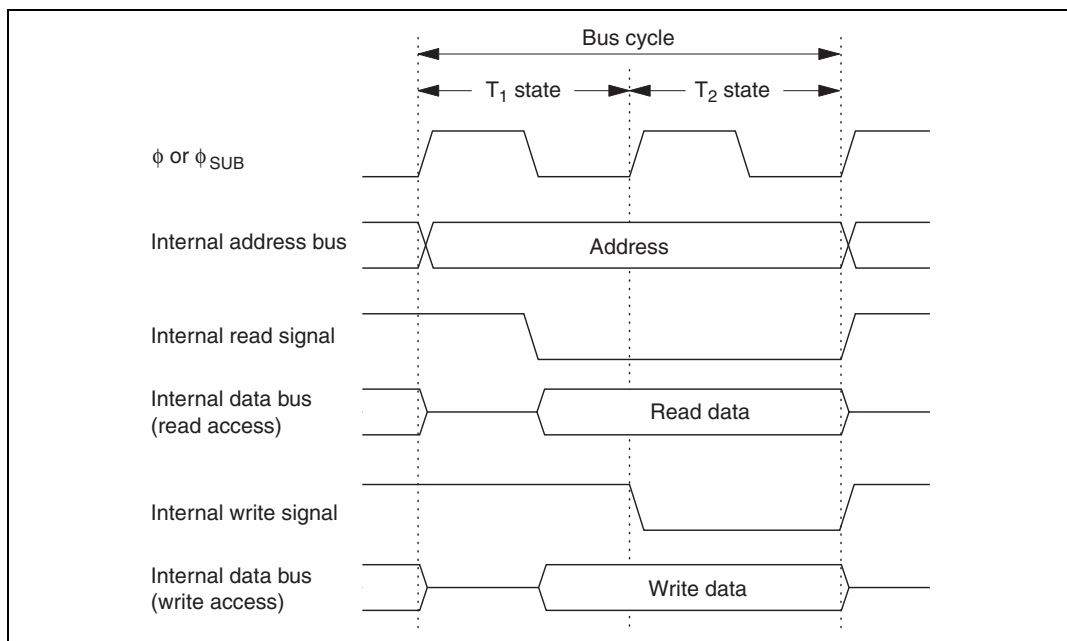 Bus cycle
T₁ state
T₂ state
ϕ or ϕSUB
Internal address bus
Address
Internal read signal
Internal data bus
(read access)
Read data
Internal write signal
Internal data bus
(write access)
Write data